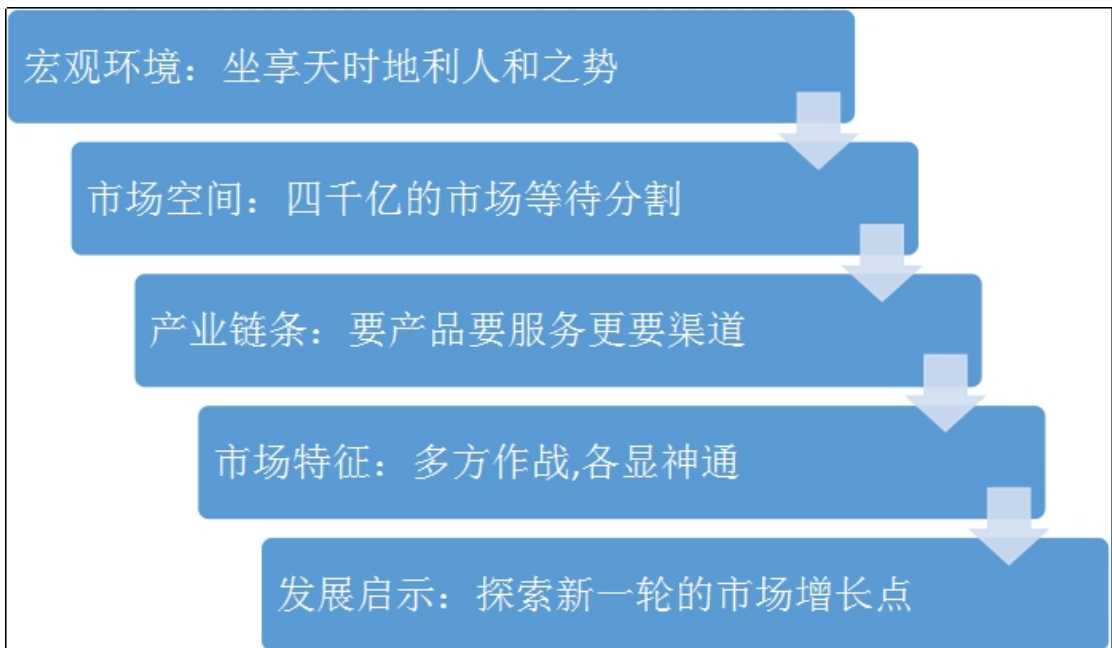 宏观环境：坐享天时地利人和之势
市场空间：四千亿的市场等待分割
产业链条：要产品要服务更要渠道
市场特征：多方作战,各显神通
发展启示：探索新一轮的市场增长点